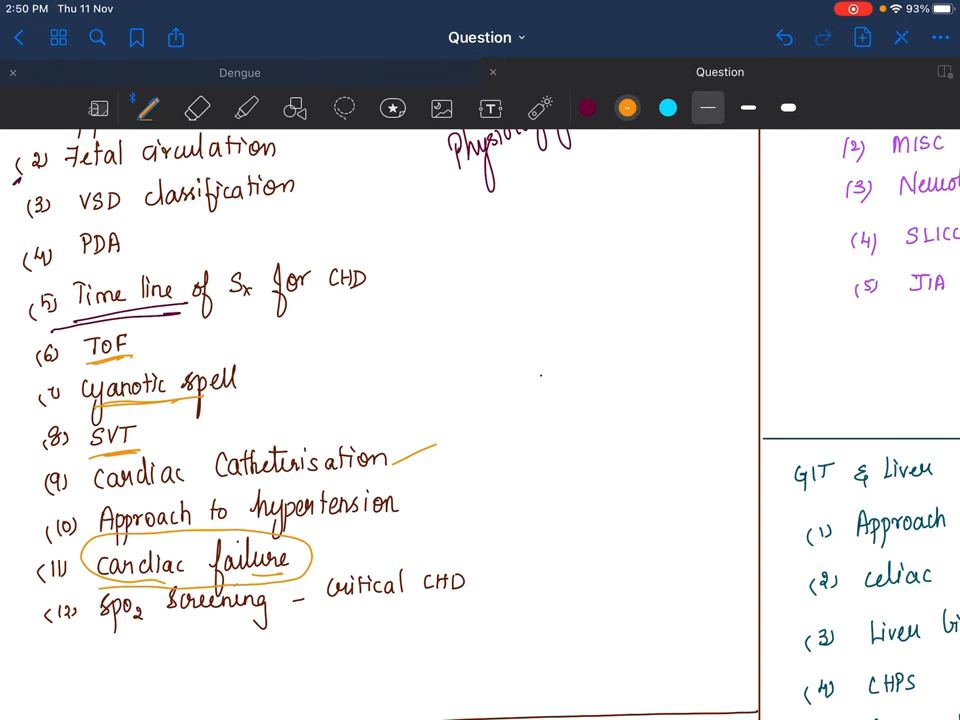 2:50 PM Thu 11 Nov
93%
Question
Dengue
Question
(2) Fetal circulation
(3) VSD classification
(4) PDA
(5) Time line of Sx for CHD
(6) TOF
(7) Cyanotic spell
(8) SVT
(9) Cardiac Catheterisation
(10) Approach to hypertension
(11) Cardiac failure
(12) SpO2 screening - critical CHD
Physiology
(2) MISC
(3)
(4) SLICC
(5) JIA
GIT & Liver
(1) Approach
(2) Celiac
(3) Liver
(4) CHPS